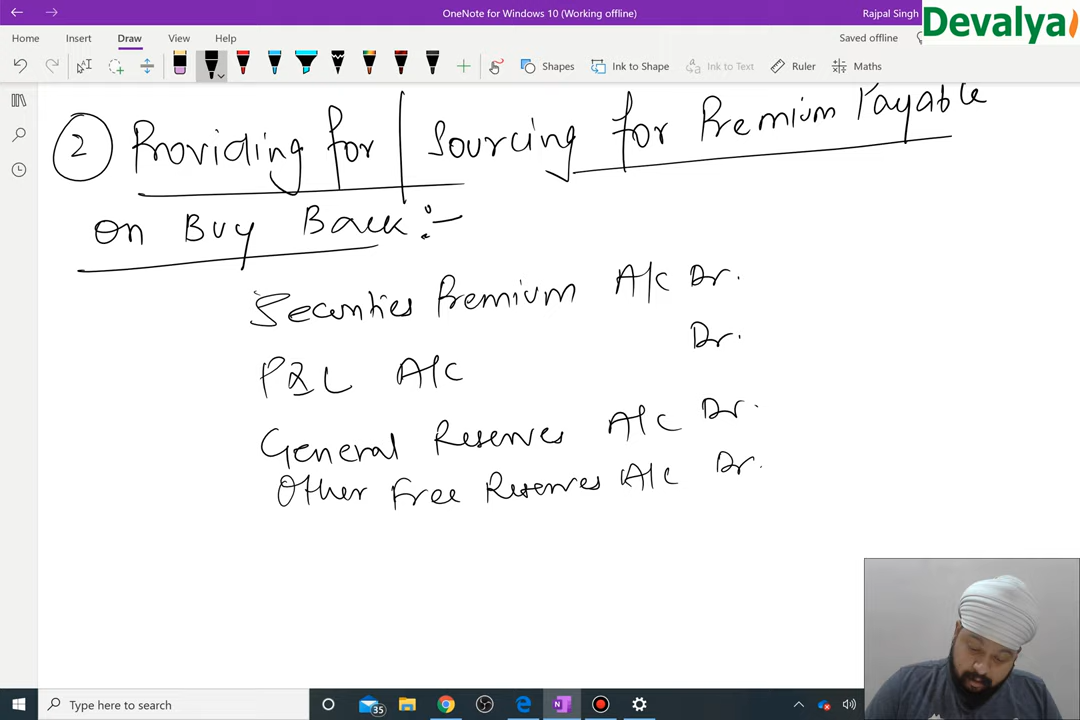 OneNote for Windows 10 (Working offline)
Rajpal Singh
Devalya
Home Insert Draw View Help
Saved offline
Shapes Ink to Shape Ink to Text Ruler Maths
2 Providing for / Sourcing for Premium Payable
on Buy Back :-
Securities Premium A/c Dr.
P&L A/c Dr.
General Reserves A/c Dr.
Other Free Reserves A/c Dr.
Type here to search
35